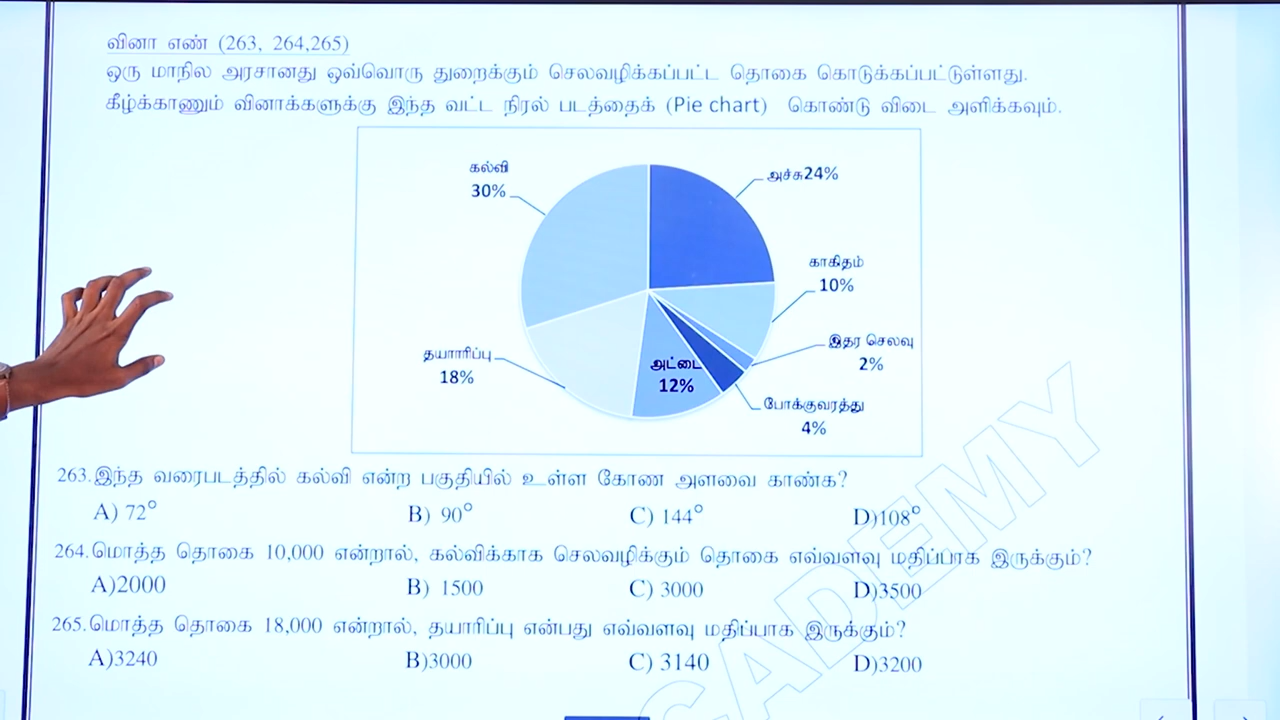 வினா எண் (263, 264,265)
ஒரு மாநில அரசானது ஒவ்வொரு துறைக்கும் செலவழிக்கப்பட்ட தொகை கொடுக்கப்பட்டுள்ளது.
கீழ்க்காணும் வினாக்களுக்கு இந்த வட்ட நிரல் படத்தைக் (Pie chart) கொண்டு விடை அளிக்கவும்.
கல்வி
30%
அச்சு24%
காகிதம்
10%
இதர செலவு
2%
போக்குவரத்து
4%
அட்டை
12%
தயாாிப்பு
18%
263.இந்த வரைபடத்தில் கல்வி என்ற பகுதியில் உள்ள கோண அளவை காண்க?
A) 72° B) 90° C) 144° D)108°
264.மொத்த தொகை 10,000 என்றால், கல்விக்காக செலவழிக்கும் தொகை எவ்வளவு மதிப்பாக இருக்கும்?
A)2000 B) 1500 C) 3000 D)3500
265.மொத்த தொகை 18,000 என்றால், தயாரிப்பு என்பது எவ்வளவு மதிப்பாக இருக்கும்?
A)3240 B)3000 C) 3140 D)3200
CADEMY